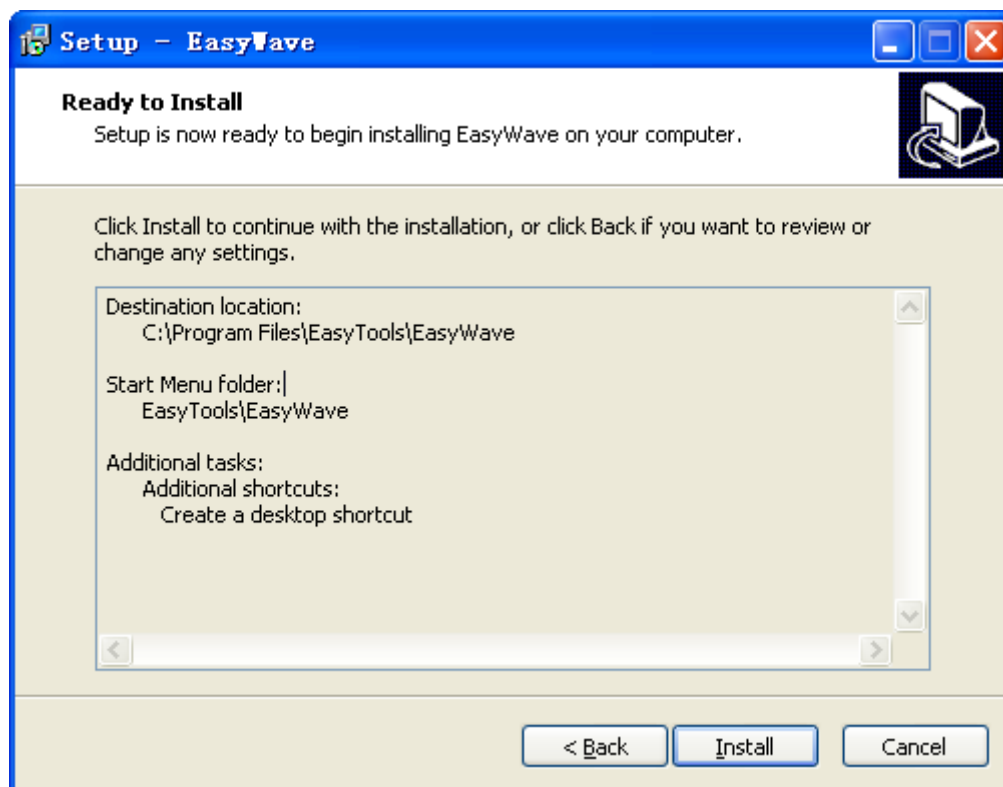 Setup - EasyWave
Ready to Install
Setup is now ready to begin installing EasyWave on your computer.
Click Install to continue with the installation, or click Back if you want to review or
change any settings.
Destination location:
C:\Program Files\EasyTools\EasyWave
Start Menu folder:
EasyTools\EasyWave
Additional tasks:
Additional shortcuts:
Create a desktop shortcut
< Back
Install
Cancel